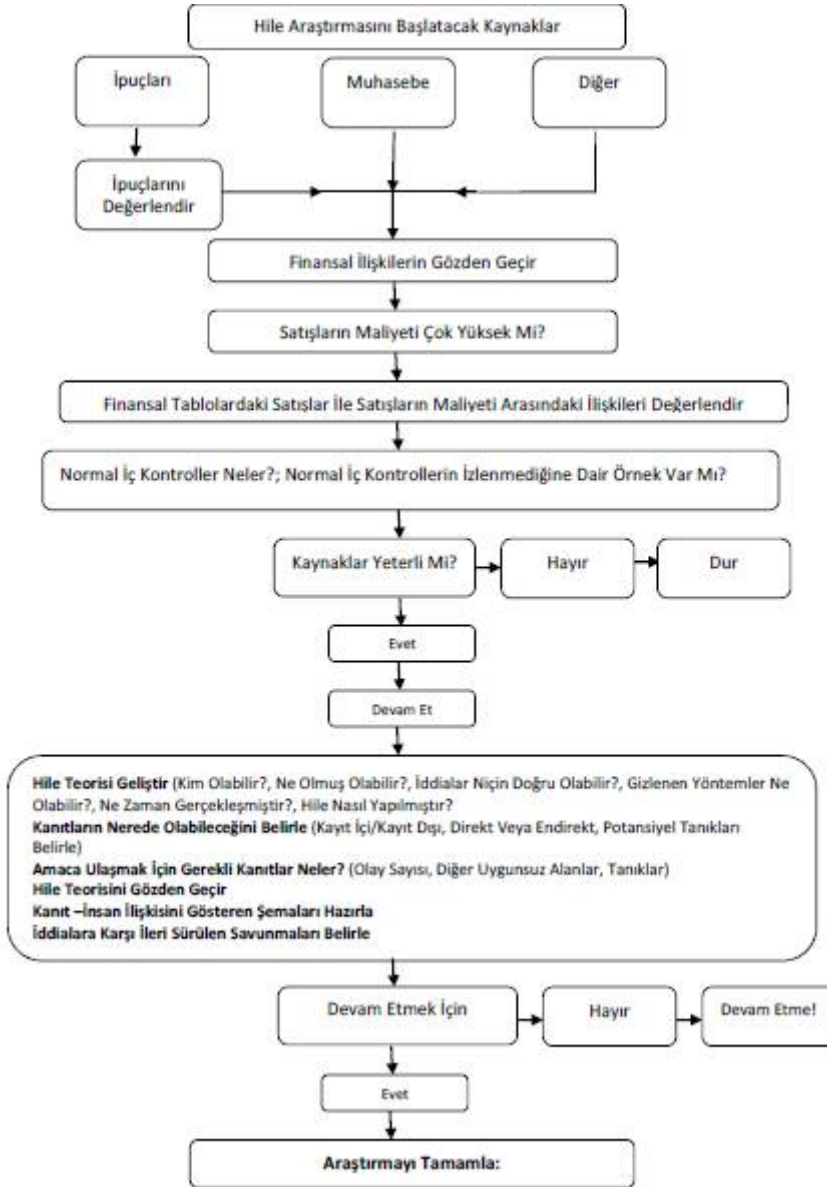 Hile Araştırmasını Başlatacak Kaynaklar
İpuçları
Muhasebe
Diğer
İpuçlarını
Değerlendir
Finansal İlişkilerin Gözden Geçir
Satışların Maliyeti Çok Yüksek Mi?
Finansal Tablolardaki Satışlar İle Satışların Maliyeti Arasındaki İlişkileri Değerlendir
Normal İç Kontroller Neler?; Normal İç Kontrollerin İzlenmediğine Dair Örnek Var Mı?
Kaynaklar Yeterli Mi?
Hayır
Dur
Evet
Devam Et
Hile Teorisi Geliştir (Kim Olabilir?, Ne Olmuş Olabilir?, İddialar Niçin Doğru Olabilir?, Gizlenen Yöntemler Ne
Olabilir?, Ne Zaman Gerçekleşmiştir?, Hile Nasıl Yapılmıştır?
Kanıtların Nerede Olabileceğini Belirle (Kayıt İçi/Kayıt Dışı, Direkt Veya Endirekt, Potansiyel Tanıkları
Belirle)
Amaca Ulaşmak İçin Gerekli Kanıtlar Neler? (Olay Sayısı, Diğer Uygunsuz Alanlar, Tanıklar)
Hile Teorisini Gözden Geçir
Kanıt –İnsan İlişkisini Gösteren Şemaları Hazırla
İddialara Karşı İleri Sürülen Savunmaları Belirle
Devam Etmek İçin
Hayır
Devam Etme!
Evet
Araştırmayı Tamamla: